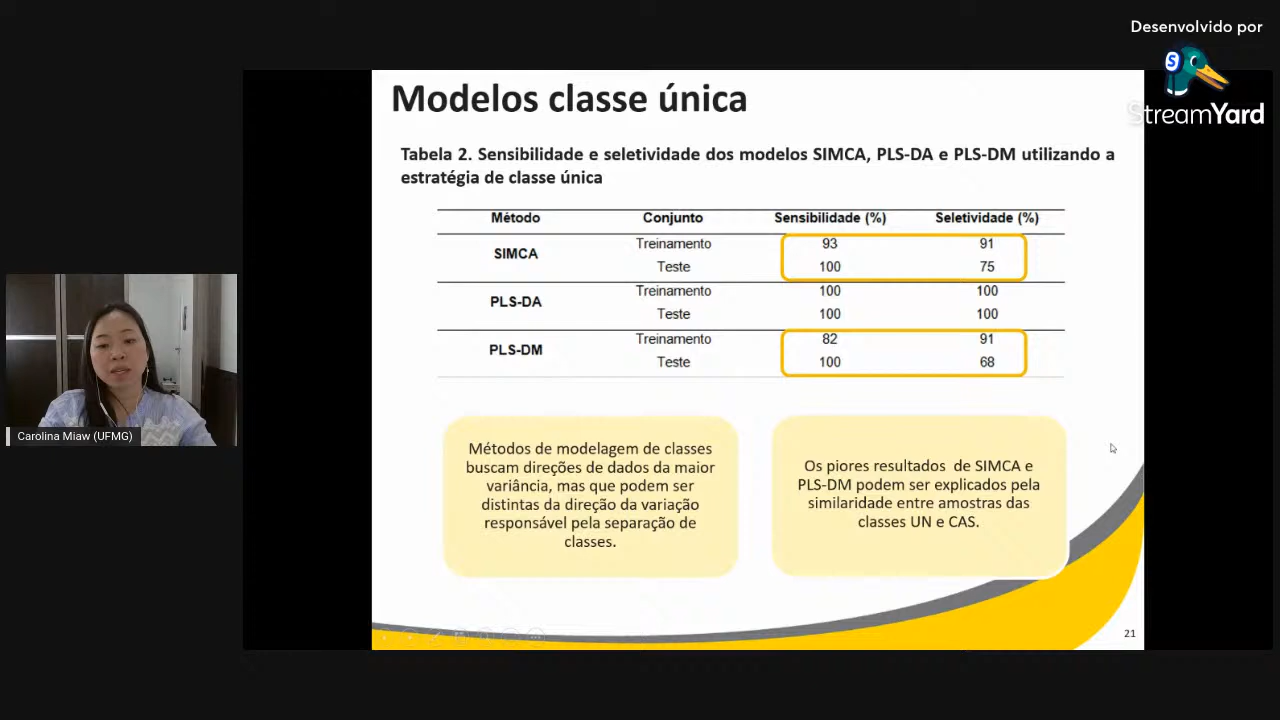 Desenvolvido por
S
StreamYard
Modelos classe única
Tabela 2. Sensibilidade e seletividade dos modelos SIMCA, PLS-DA e PLS-DM utilizando a
estratégia de classe única
Método Conjunto Sensibilidade (%) Seletividade (%)
SIMCA Treinamento 93 91
Teste 100 75
PLS-DA Treinamento 100 100
Teste 100 100
PLS-DM Treinamento 82 91
Teste 100 68
Métodos de modelagem de classes
buscam direções de dados da maior
variância, mas que podem ser
distintas da direção da variação
responsável pela separação de
classes.
Os piores resultados de SIMCA e
PLS-DM podem ser explicados pela
similaridade entre amostras das
classes UN e CAS.
Carolina Miaw (UFMG)
21